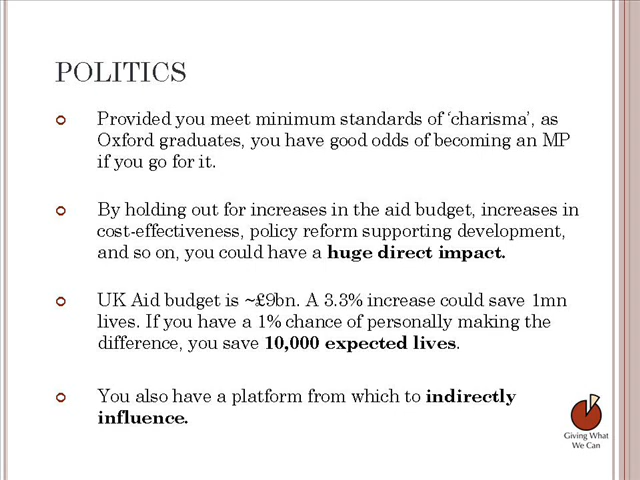 POLITICS
Provided you meet minimum standards of ‘charisma’, as
Oxford graduates, you have good odds of becoming an MP
if you go for it.
By holding out for increases in the aid budget, increases in
cost-effectiveness, policy reform supporting development,
and so on, you could have a huge direct impact.
UK Aid budget is ~£9bn. A 3.3% increase could save 1mn
lives. If you have a 1% chance of personally making the
difference, you save 10,000 expected lives.
You also have a platform from which to indirectly
influence.
Giving What
We Can